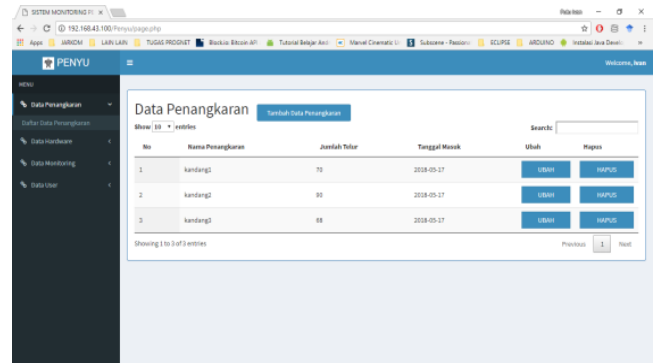 SISTEM MONITORING P
192.168.43.100/Penyu/page.php
Apps JARKOM LAIN LAIN TUGAS PROGNET Block.io: Bitcoin API Tutorial Belajar And Marvel Cinematic U Subscene - Passion ECLIPSE ARDUINO Instalasi Java Devel
PENYU
Welcome, Ivan
MENU
Data Penangkaran
Daftar Data Penangkaran
Data Hardware
Data Monitoring
Data User
Data Penangkaran Tambah Data Penangkaran
Show 10 entries
Search:
No Nama Penangkaran Jumlah Telur Tanggal Masuk Ubah Hapus
1 kandang1 70 2018-05-17 UBAH HAPUS
2 kandang2 90 2018-05-17 UBAH HAPUS
3 kandang3 68 2018-05-17 UBAH HAPUS
Showing 1 to 3 of 3 entries
Previous 1 Next